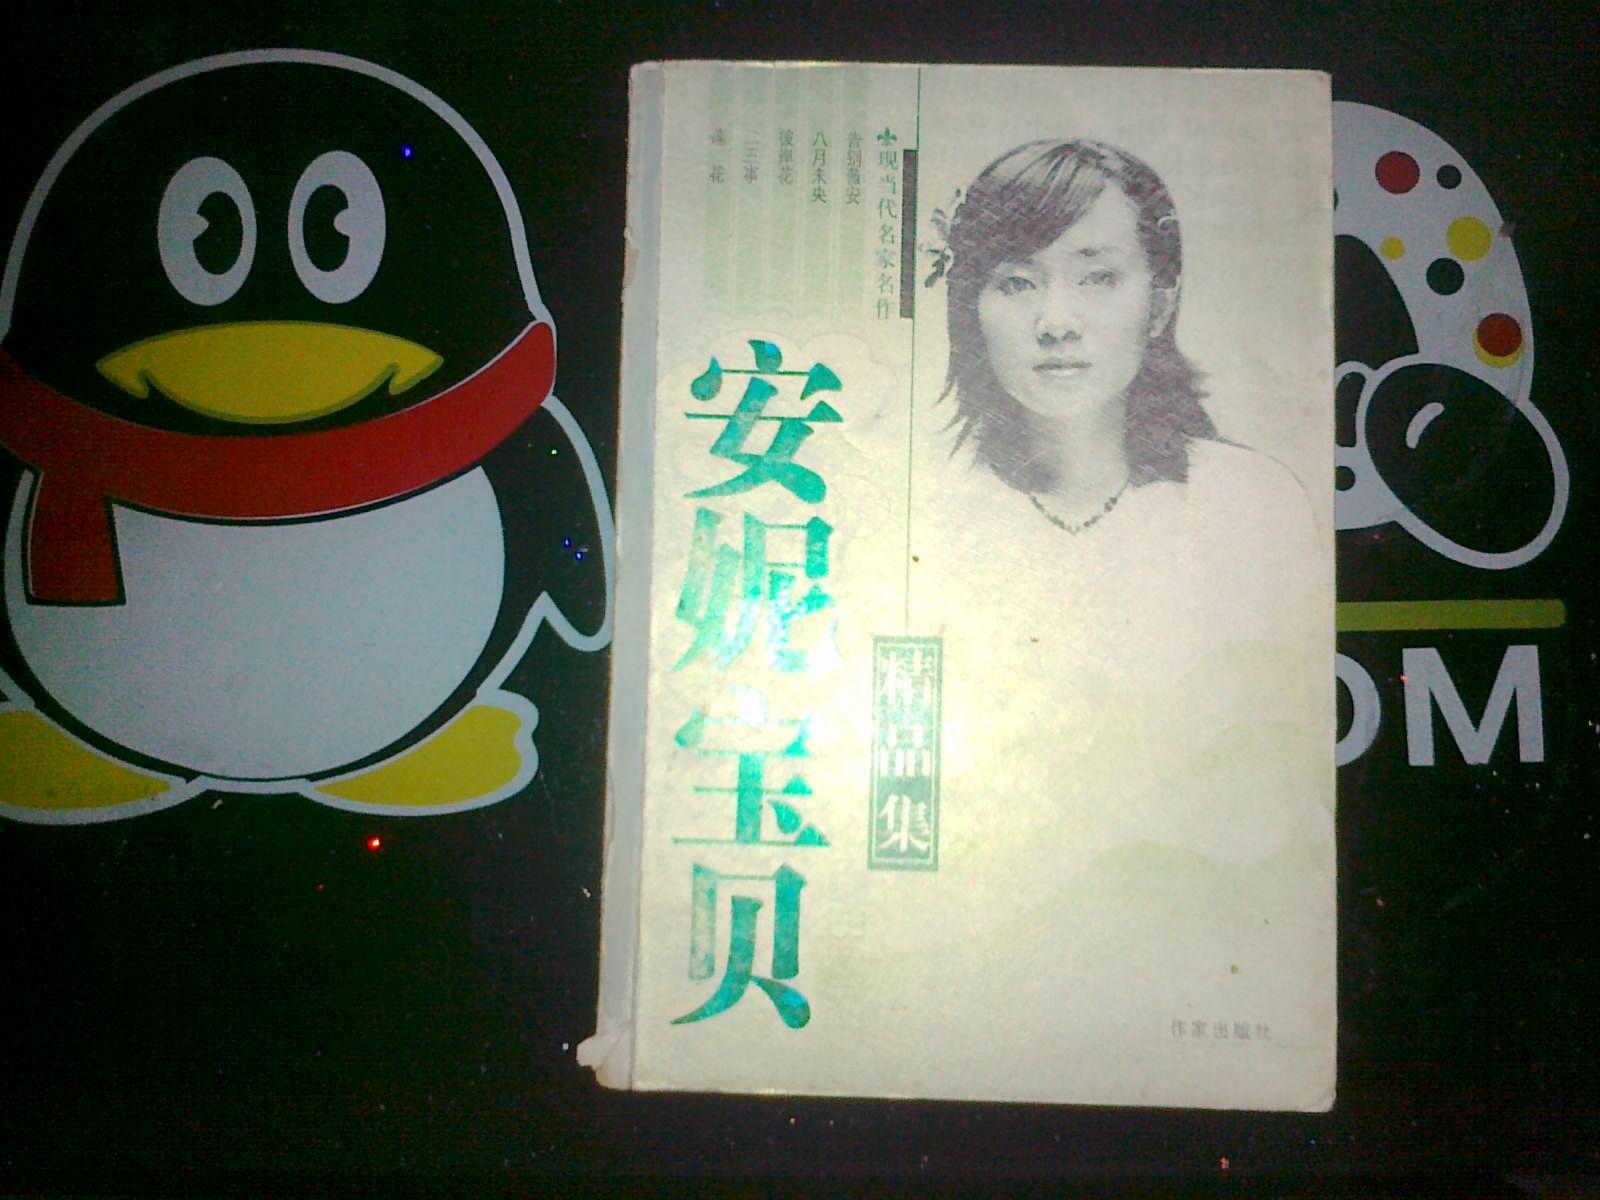 现当代名家名作
告别薇安
八月未央
彼岸花
二三事
莲花
安妮宝贝
精品集
作家出版社
OM